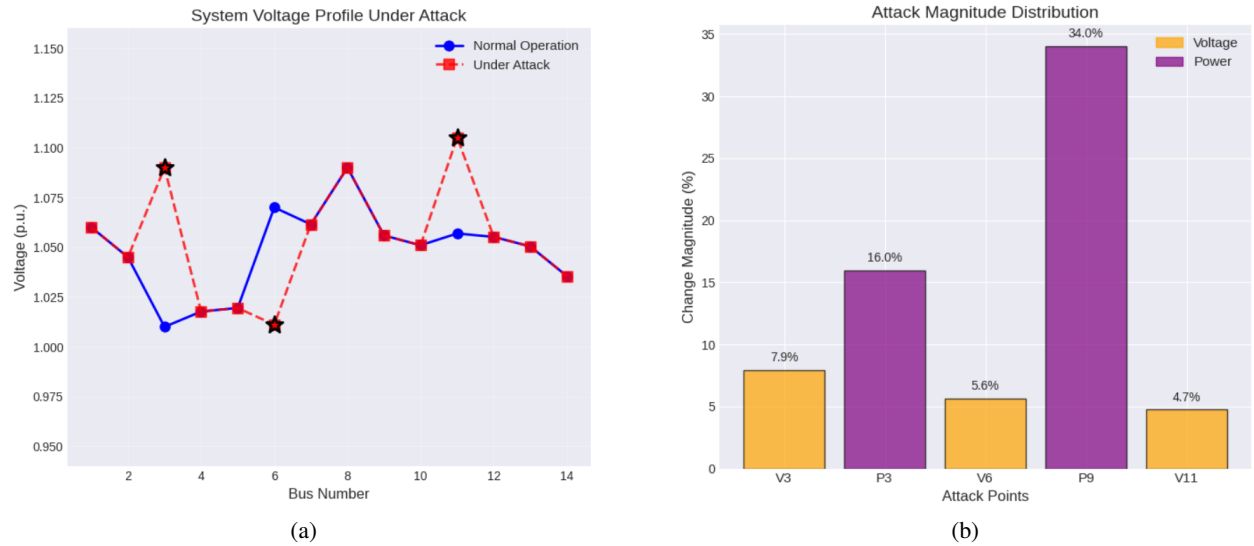 System Voltage Profile Under Attack
Normal Operation
Under Attack
1.150
1.125
1.100
1.075
1.050
1.025
1.000
0.975
0.950
Voltage (p.u.)
2 4 6 8 10 12 14
Bus Number
(a)
Attack Magnitude Distribution
Voltage
Power
35
30
25
20
15
10
5
0
Change Magnitude (%)
7.9%
16.0%
5.6%
34.0%
4.7%
V3 P3 V6 P9 V11
Attack Points
(b)